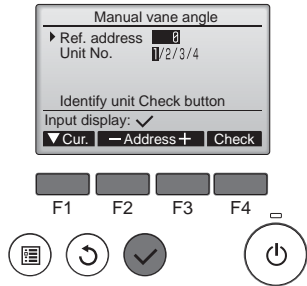 Manual vane angle
Ref. address 0
Unit No. 1/2/3/4
Identify unit Check button
Input display: ✓
▼Cur. －Address＋ Check
F1 F2 F3 F4